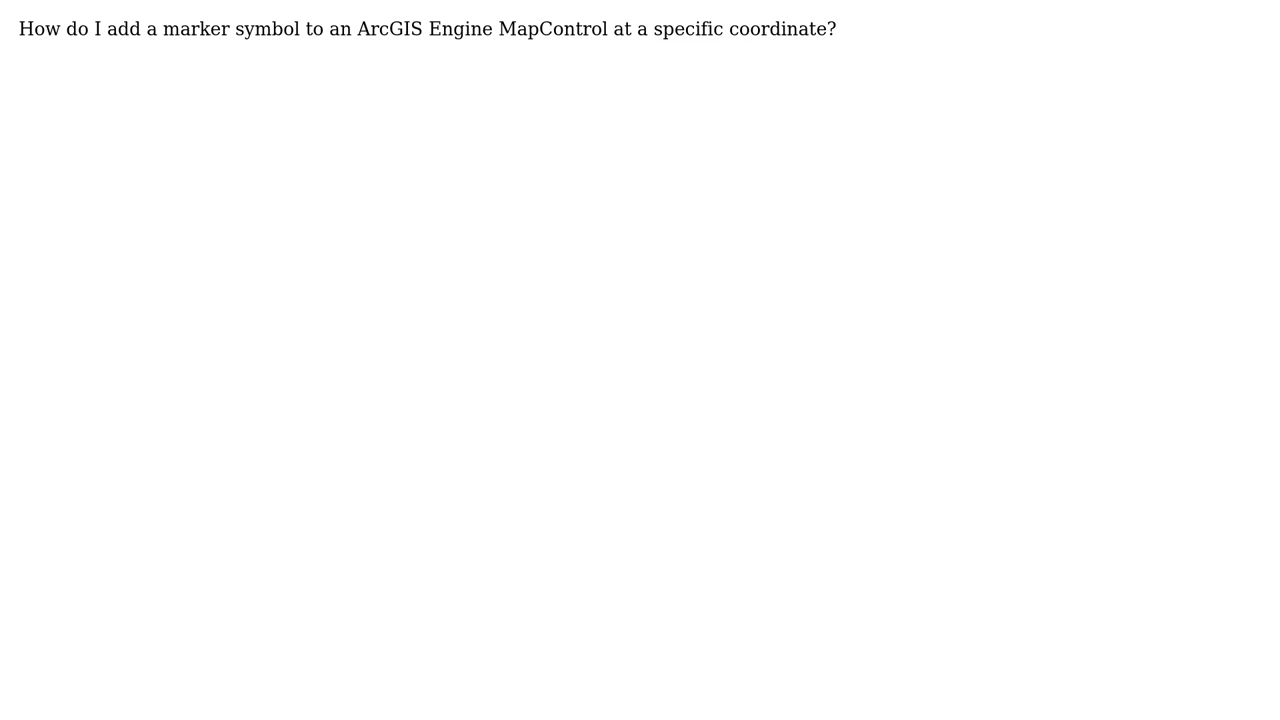 How do I add a marker symbol to an ArcGIS Engine MapControl at a specific coordinate?